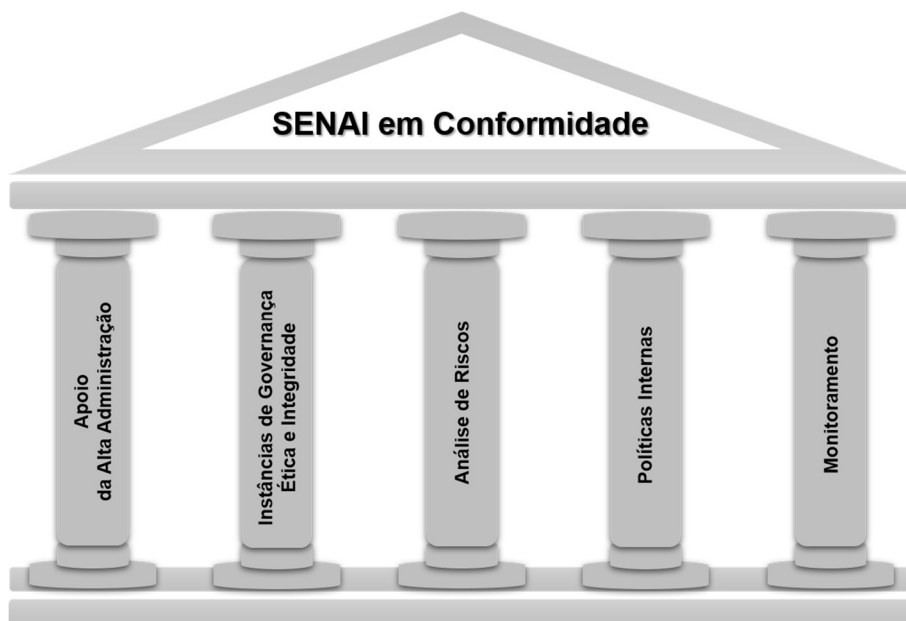 SENAI em Conformidade
Apoio
da Alta Administração
Instâncias de Governança
Ética e Integridade
Análise de Riscos
Políticas Internas
Monitoramento